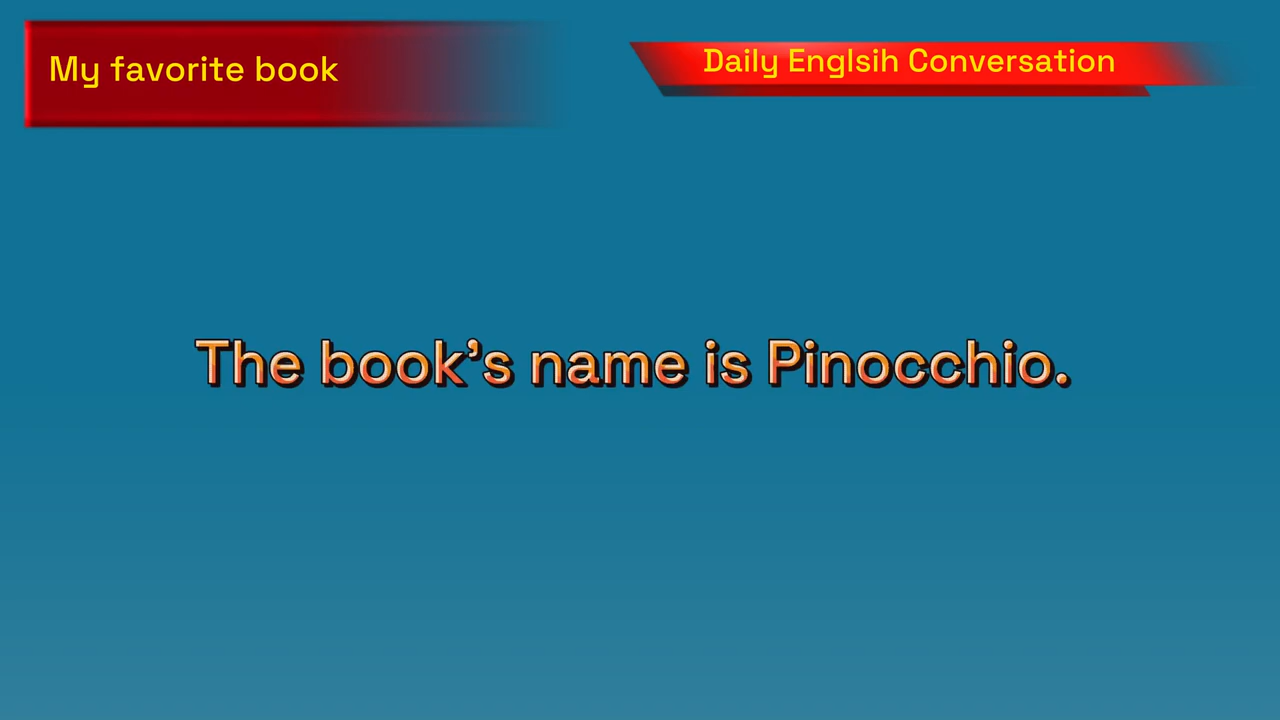 My favorite book
Daily Englsih Conversation
The book’s name is Pinocchio.